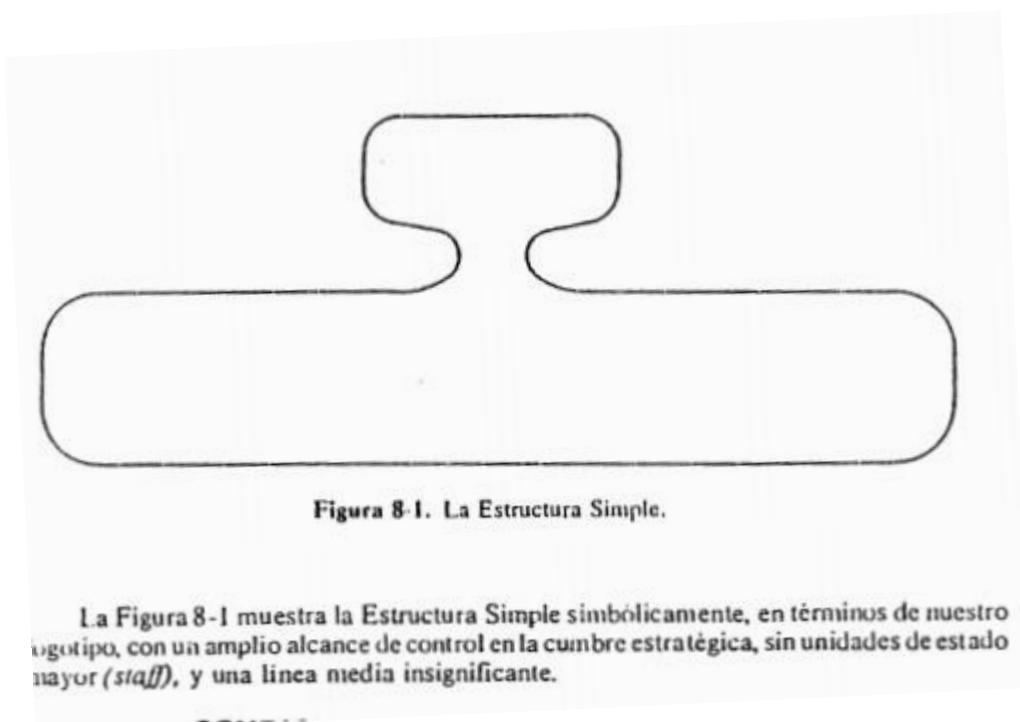 Figura 8-1. La Estructura Simple.
La Figura 8-1 muestra la Estructura Simple simbólicamente, en términos de nuestro
ogotipo, con un amplio alcance de control en la cumbre estratégica, sin unidades de estado
mayor (staff), y una línea media insignificante.